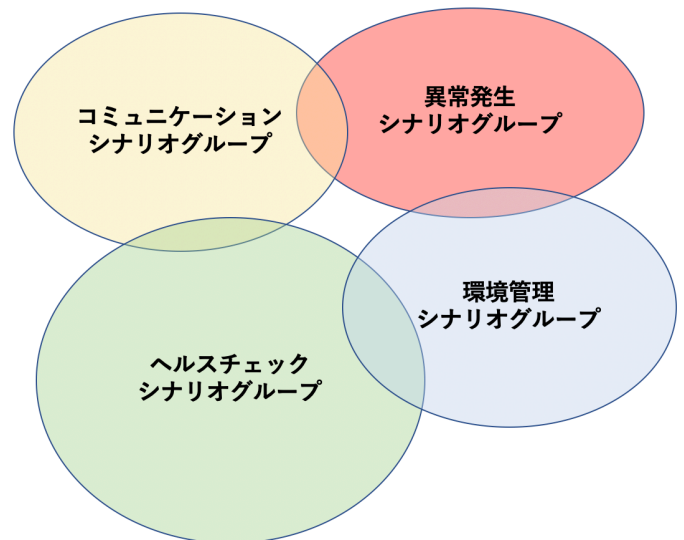 コミュニケーション
シナリオグループ
異常発生
シナリオグループ
環境管理
シナリオグループ
ヘルスチェック
シナリオグループ